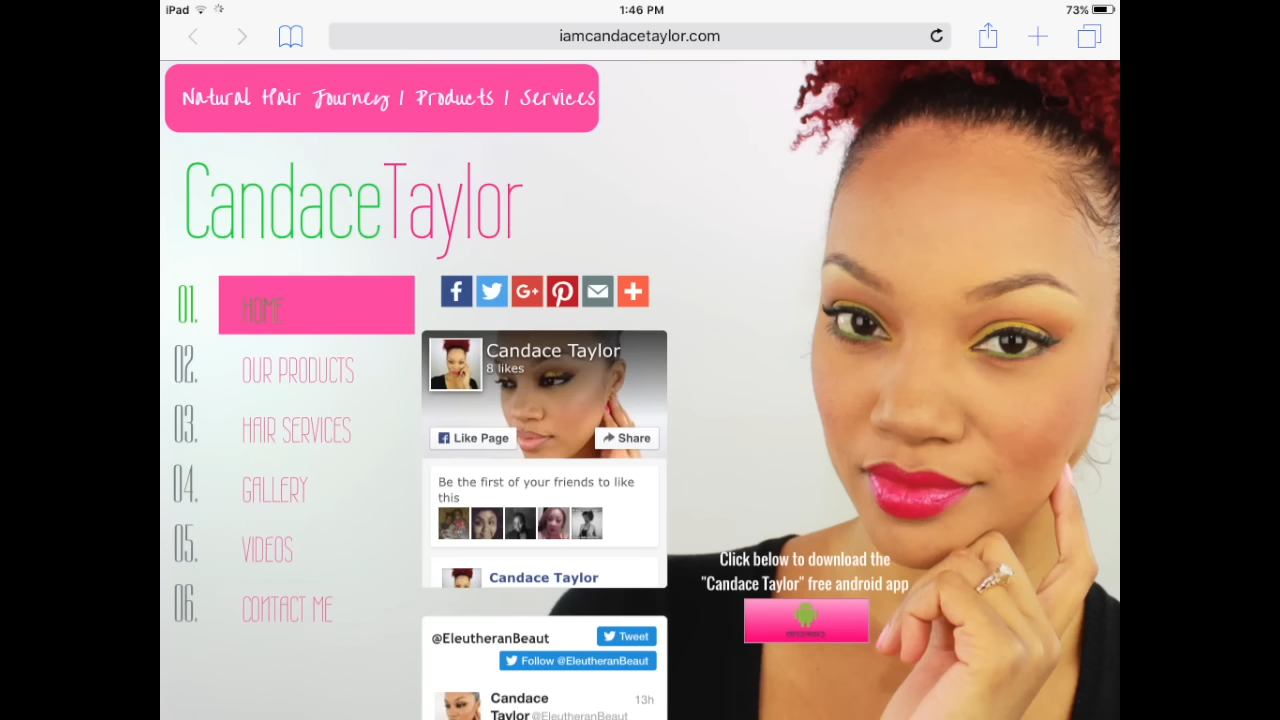 iPad
1:46 PM
73%
iamcandacetaylor.com
Natural Hair Journey | Products | Services
CandaceTaylor
01. HOME
02. OUR PRODUCTS
03. HAIR SERVICES
04. GALLERY
05. VIDEOS
06. CONTACT ME
Candace Taylor
8 likes
Like Page
Share
Be the first of your friends to like
this
Candace Taylor
@EleutheranBeaut
Tweet
Follow @EleutheranBeaut
Candace 13h
Taylor @EleutheranBeaut
Click below to download the
"Candace Taylor" free android app